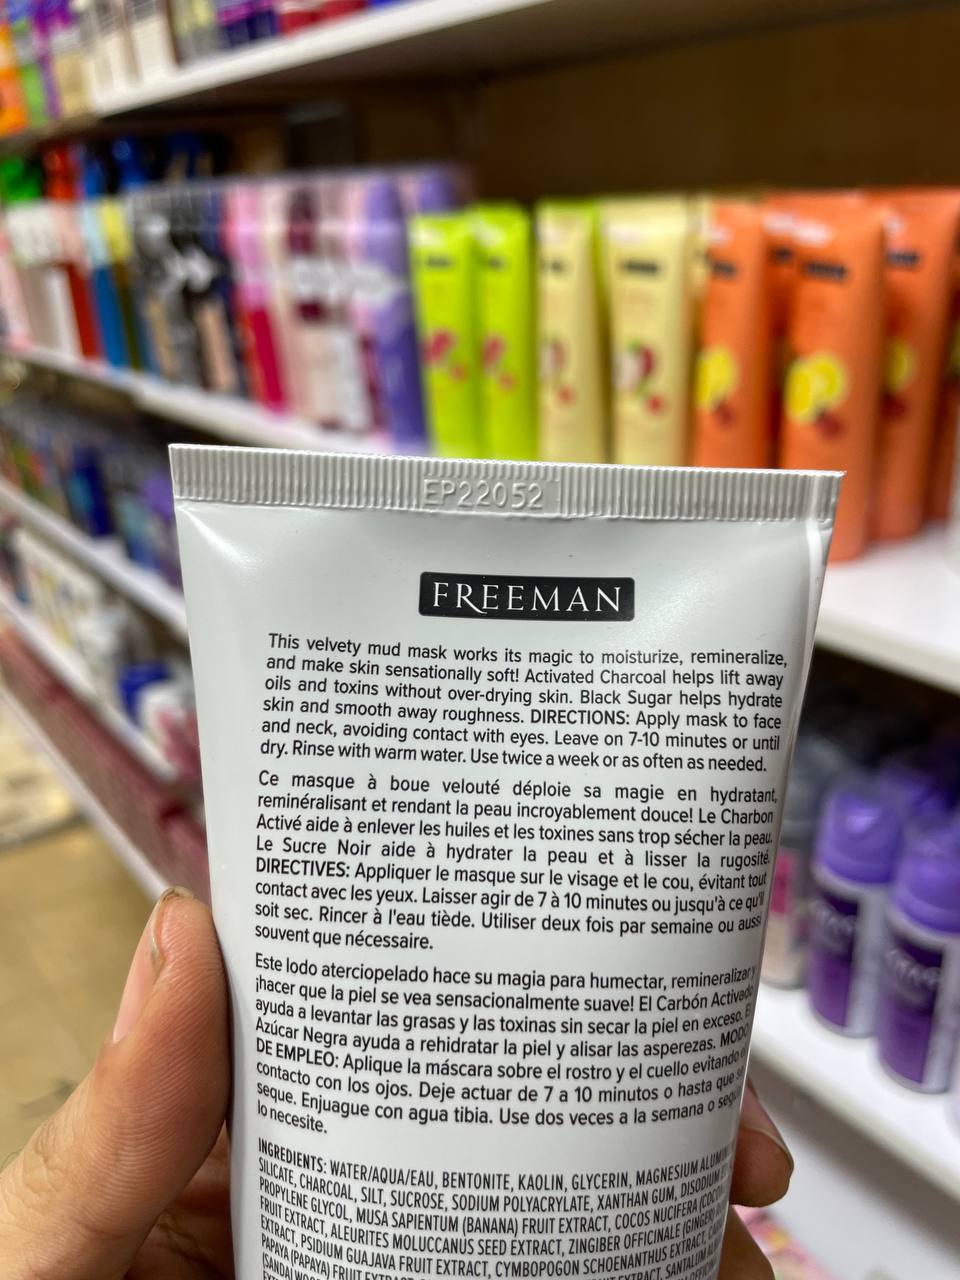 EP22052
FREEMAN
This velvety mud mask works its magic to moisturize, remineralize,
and make skin sensationally soft! Activated Charcoal helps lift away
oils and toxins without over-drying skin. Black Sugar helps hydrate
skin and smooth away roughness. DIRECTIONS: Apply mask to face
and neck, avoiding contact with eyes. Leave on 7-10 minutes or until
dry. Rinse with warm water. Use twice a week or as often as needed.
Ce masque à boue velouté déploie sa magie en hydratant,
reminéralisant et rendant la peau incroyablement douce! Le Charbon
Activé aide à enlever les huiles et les toxines sans trop sécher la peau.
Le Sucre Noir aide à hydrater la peau et à lisser la rugosité.
DIRECTIVES: Appliquer le masque sur le visage et le cou, évitant tout
contact avec les yeux. Laisser agir de 7 à 10 minutes ou jusqu'à ce qu'il
soit sec. Rincer à l'eau tiède. Utiliser deux fois par semaine ou aussi
souvent que nécessaire.
Este lodo aterciopelado hace su magia para humectar, remineralizar y
¡hacer que la piel se vea sensacionalmente suave! El Carbón Activado
ayuda a levantar las grasas y las toxinas sin secar la piel en exceso. El
Azúcar Negra ayuda a rehidratar la piel y alisar las asperezas. MODO
DE EMPLEO: Aplique la máscara sobre el rostro y el cuello evitando el
contacto con los ojos. Deje actuar de 7 a 10 minutos o hasta que se
seque. Enjuague con agua tibia. Use dos veces a la semana o según
lo necesite.
INGREDIENTS: WATER/AQUA/EAU, BENTONITE, KAOLIN, GLYCERIN, MAGNESIUM
SILICATE, CHARCOAL, SILT, SUCROSE, SODIUM POLYACRYLATE, XANTHAN GUM, DISODIUM
PROPYLENE GLYCOL, MUSA SAPIENTUM (BANANA) FRUIT EXTRACT, COCOS NUCIFERA
FRUIT EXTRACT, ALEURITES MOLUCCANUS SEED EXTRACT, ZINGIBER OFFICINALE (GINGER)
EXTRACT, PSIDIUM GUAJAVA FRUIT EXTRACT, CYMBOPOGON SCHOENANTHUS EXTRACT,
PAPAYA (PAPAYA) FRUIT EXTRACT, SANTALUM